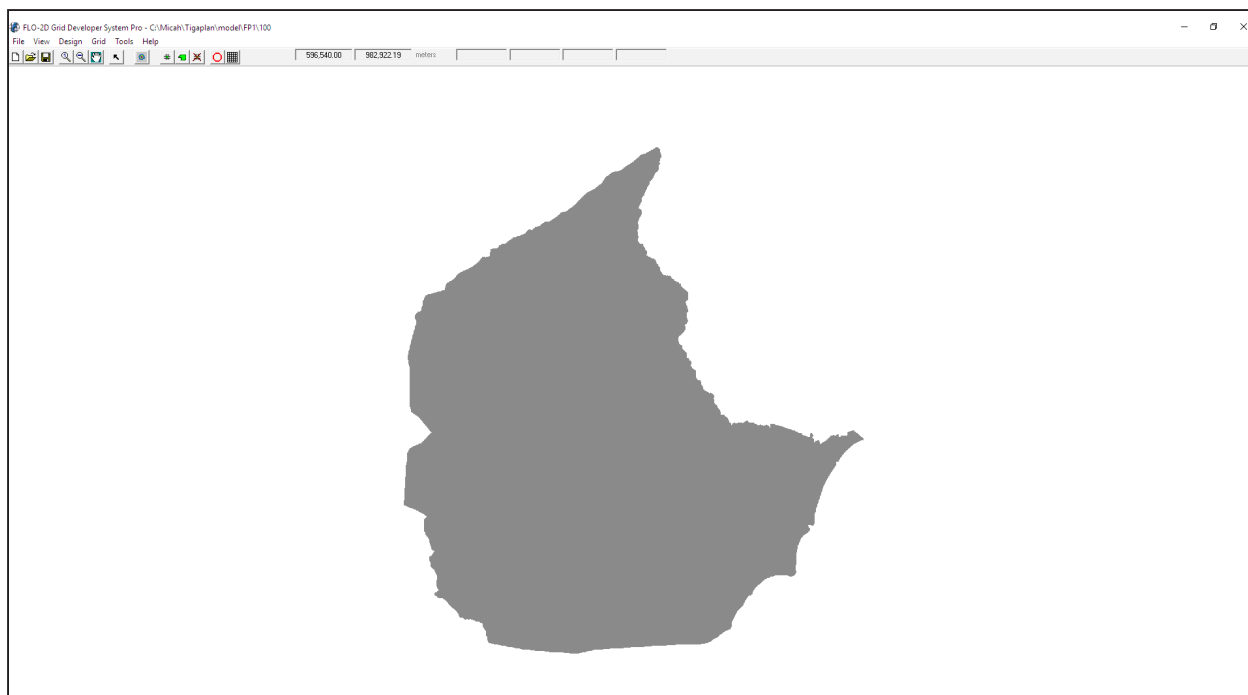 FLO-2D Grid Developer System Pro - C:\Micah\Tigaplan\model\FP1\100
File View Design Grid Tools Help
596,540.00 982,922.19 meters